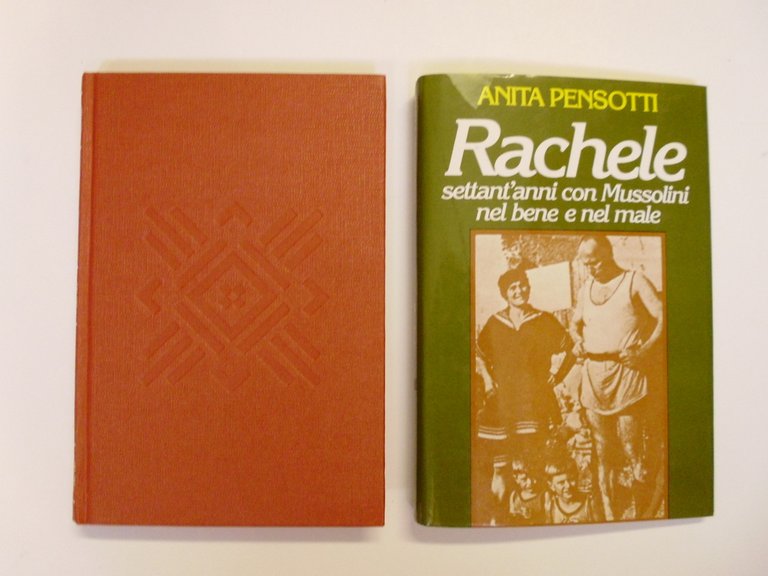 ANITA PENSOTTI
Rachele
settant'anni con Mussolini
nel bene e nel male